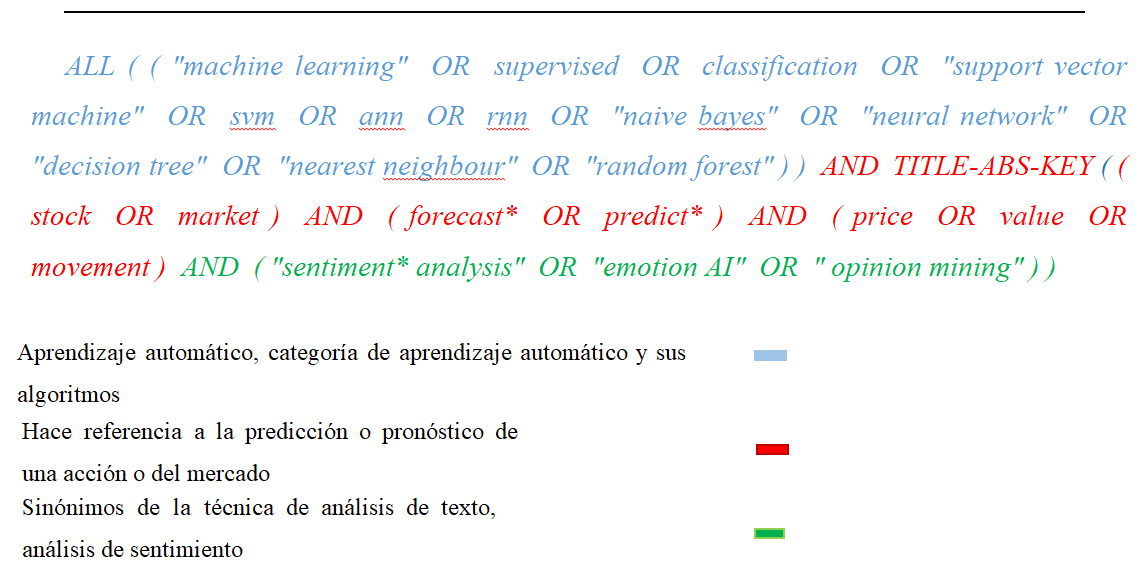 ALL ( ( "machine learning" OR supervised OR classification OR "support vector
machine" OR svm OR ann OR rnn OR "naive bayes" OR "neural network" OR
"decision tree" OR "nearest neighbour" OR "random forest" ) ) AND TITLE-ABS-KEY ( (
stock OR market ) AND ( forecast* OR predict* ) AND ( price OR value OR
movement ) AND ( "sentiment* analysis" OR "emotion AI" OR " opinion mining" ) )
Aprendizaje automático, categoría de aprendizaje automático y sus
algoritmos
Hace referencia a la predicción o pronóstico de
una acción o del mercado
Sinónimos de la técnica de análisis de texto,
análisis de sentimiento